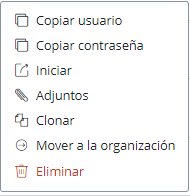 Copiar usuario
Copiar contraseña
Iniciar
Adjuntos
Clonar
Mover a la organización
Eliminar